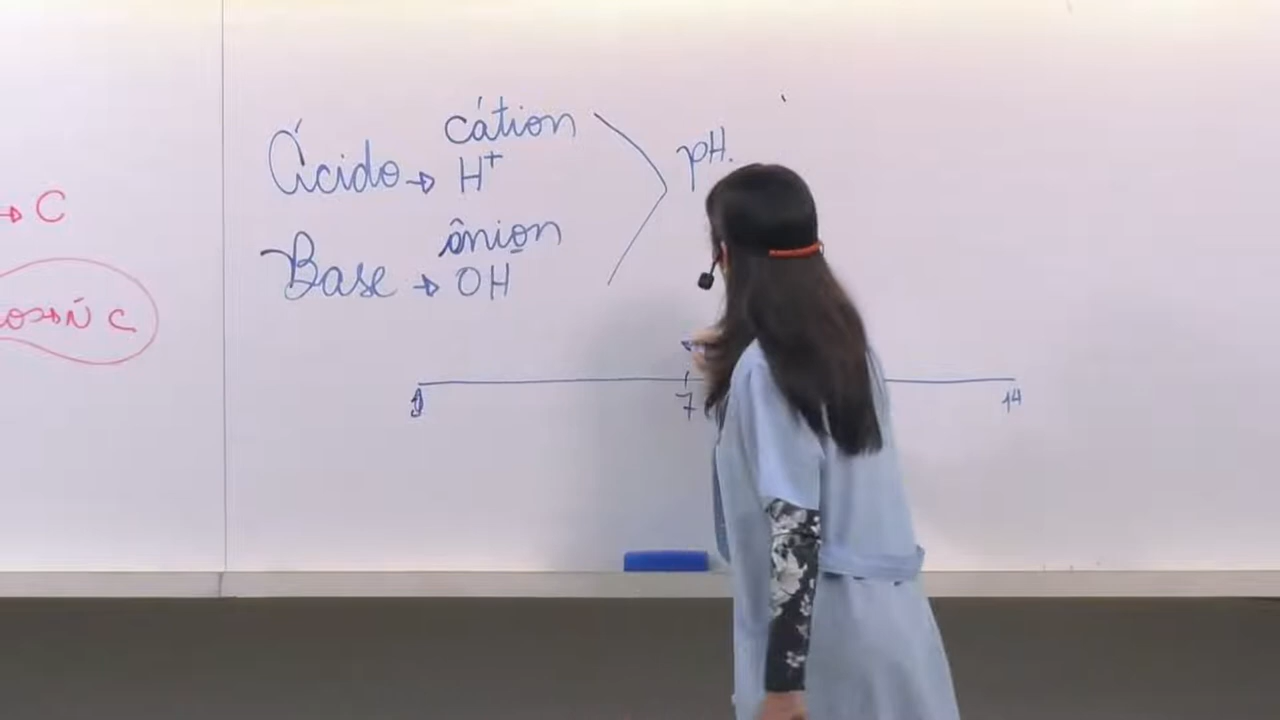 → C
C
cátion
Ácido → H⁺
pH.
ânion
Base → OH⁻
7
14